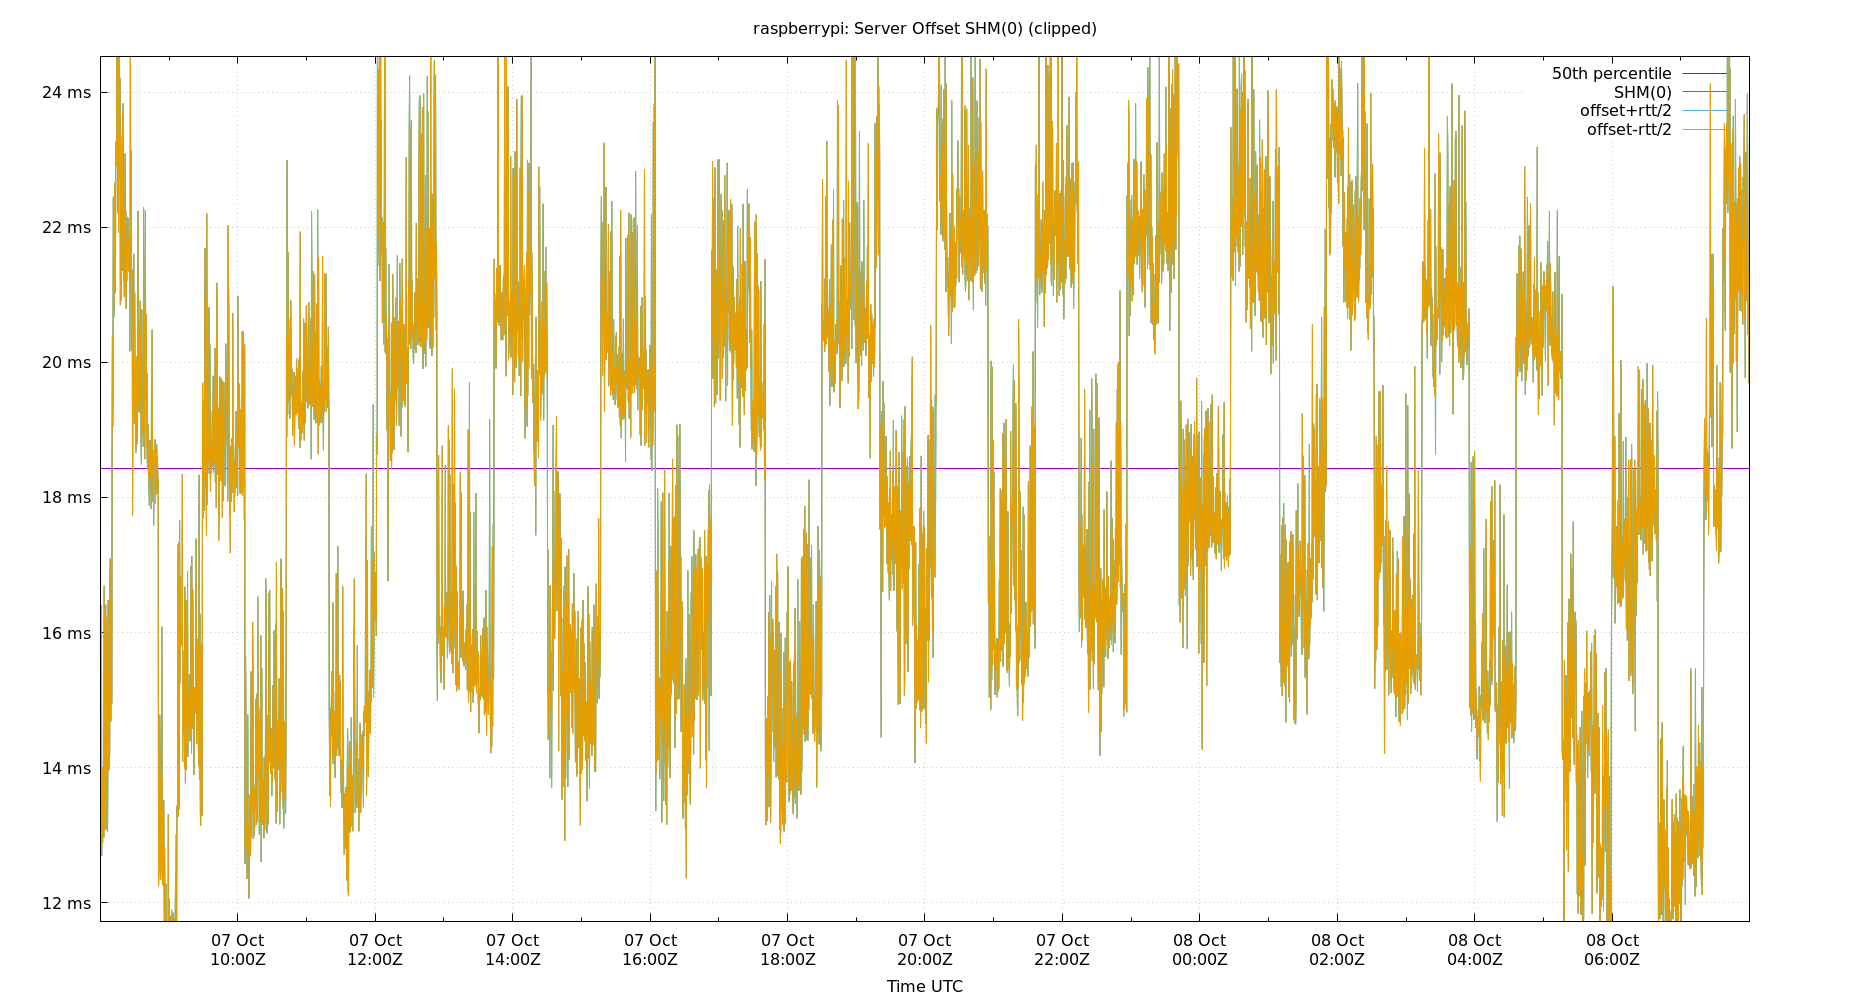 raspberrypi: Server Offset SHM(0) (clipped)
50th percentile
SHM(0)
offset+rtt/2
offset-rtt/2
24 ms
22 ms
20 ms
18 ms
16 ms
14 ms
12 ms
07 Oct 07 Oct 07 Oct 07 Oct 07 Oct 07 Oct 07 Oct 08 Oct 08 Oct 08 Oct 08 Oct
10:00Z 12:00Z 14:00Z 16:00Z 18:00Z 20:00Z 22:00Z 00:00Z 02:00Z 04:00Z 06:00Z
Time UTC